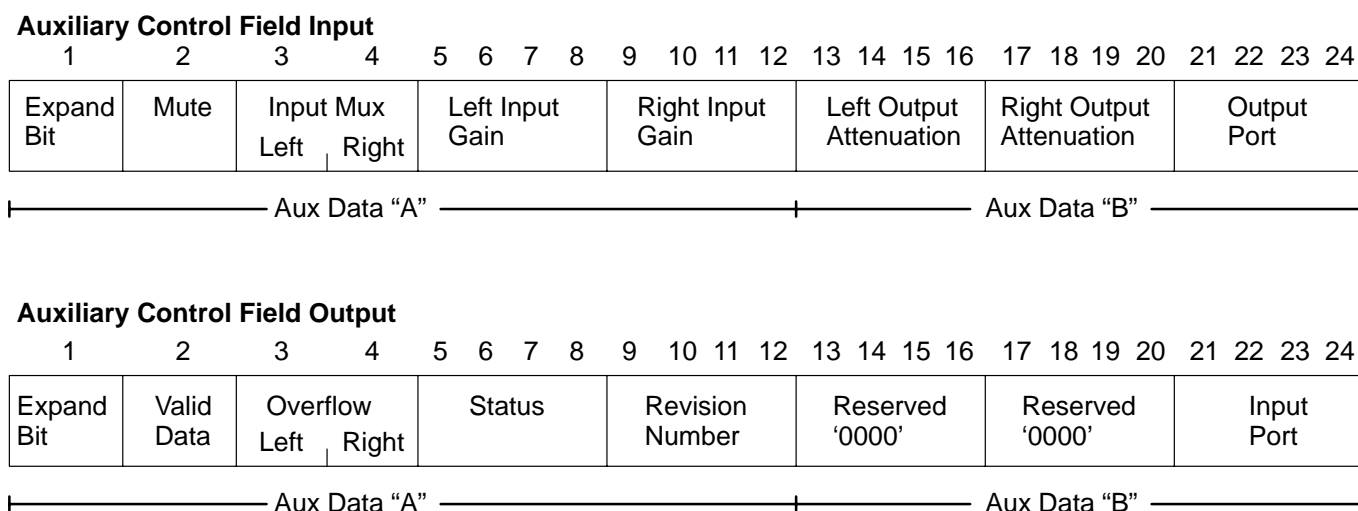 Auxiliary Control Field Input
1 2 3 4 5 6 7 8 9 10 11 12 13 14 15 16 17 18 19 20 21 22 23 24
Expand Mute Input Mux Left Input Right Input Left Output Right Output Output
Bit Left Right Gain Gain Attenuation Attenuation Port
Aux Data “A” Aux Data “B”
Auxiliary Control Field Output
1 2 3 4 5 6 7 8 9 10 11 12 13 14 15 16 17 18 19 20 21 22 23 24
Expand Valid Overflow Status Revision Reserved Reserved Input
Bit Data Left Right Number ‘0000’ ‘0000’ Port
Aux Data “A” Aux Data “B”